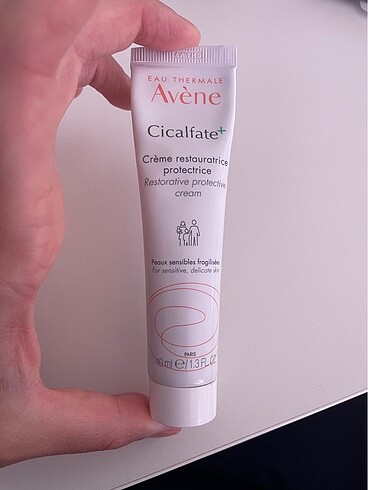 EAU THERMALE
Avène
Cicalfate+
Crème restauratrice
protectrice
Restorative protective
cream
Peaux sensibles fragilisées
For sensitive, delicate skin
PARIS
40 ml e/1.3 FL.OZ